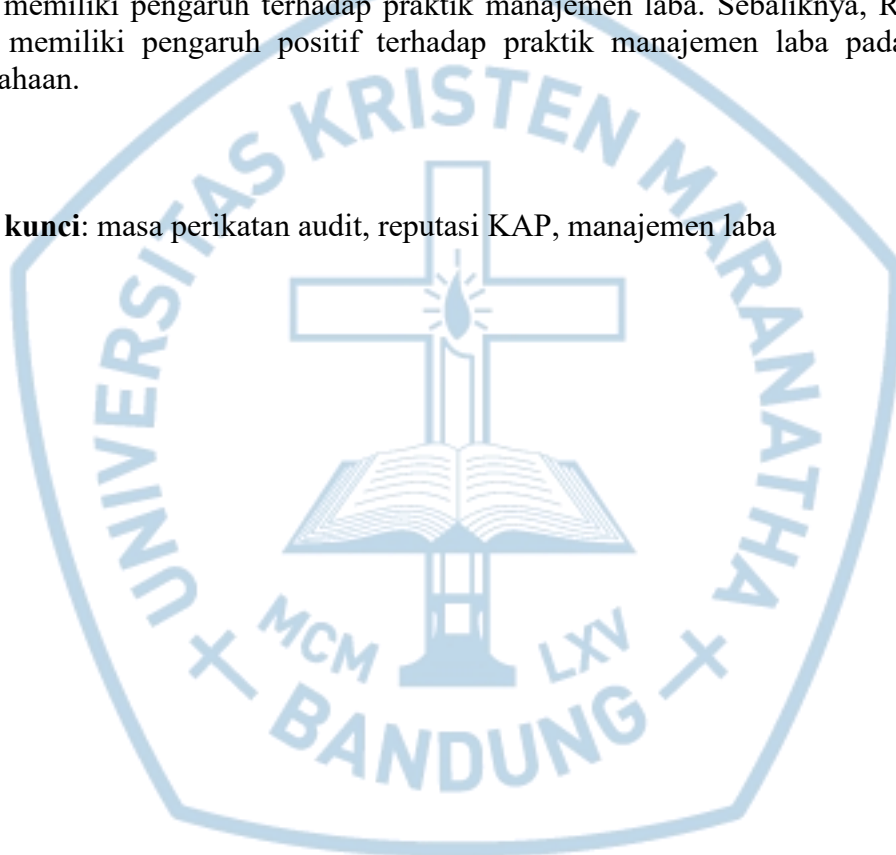 memiliki pengaruh terhadap praktik manajemen laba. Sebaliknya, R
memiliki pengaruh positif terhadap praktik manajemen laba pada
ahaan.
kunci: masa perikatan audit, reputasi KAP, manajemen laba
UNIVERSITAS KRISTEN MARANATHA
MCM LXV
BANDUNG